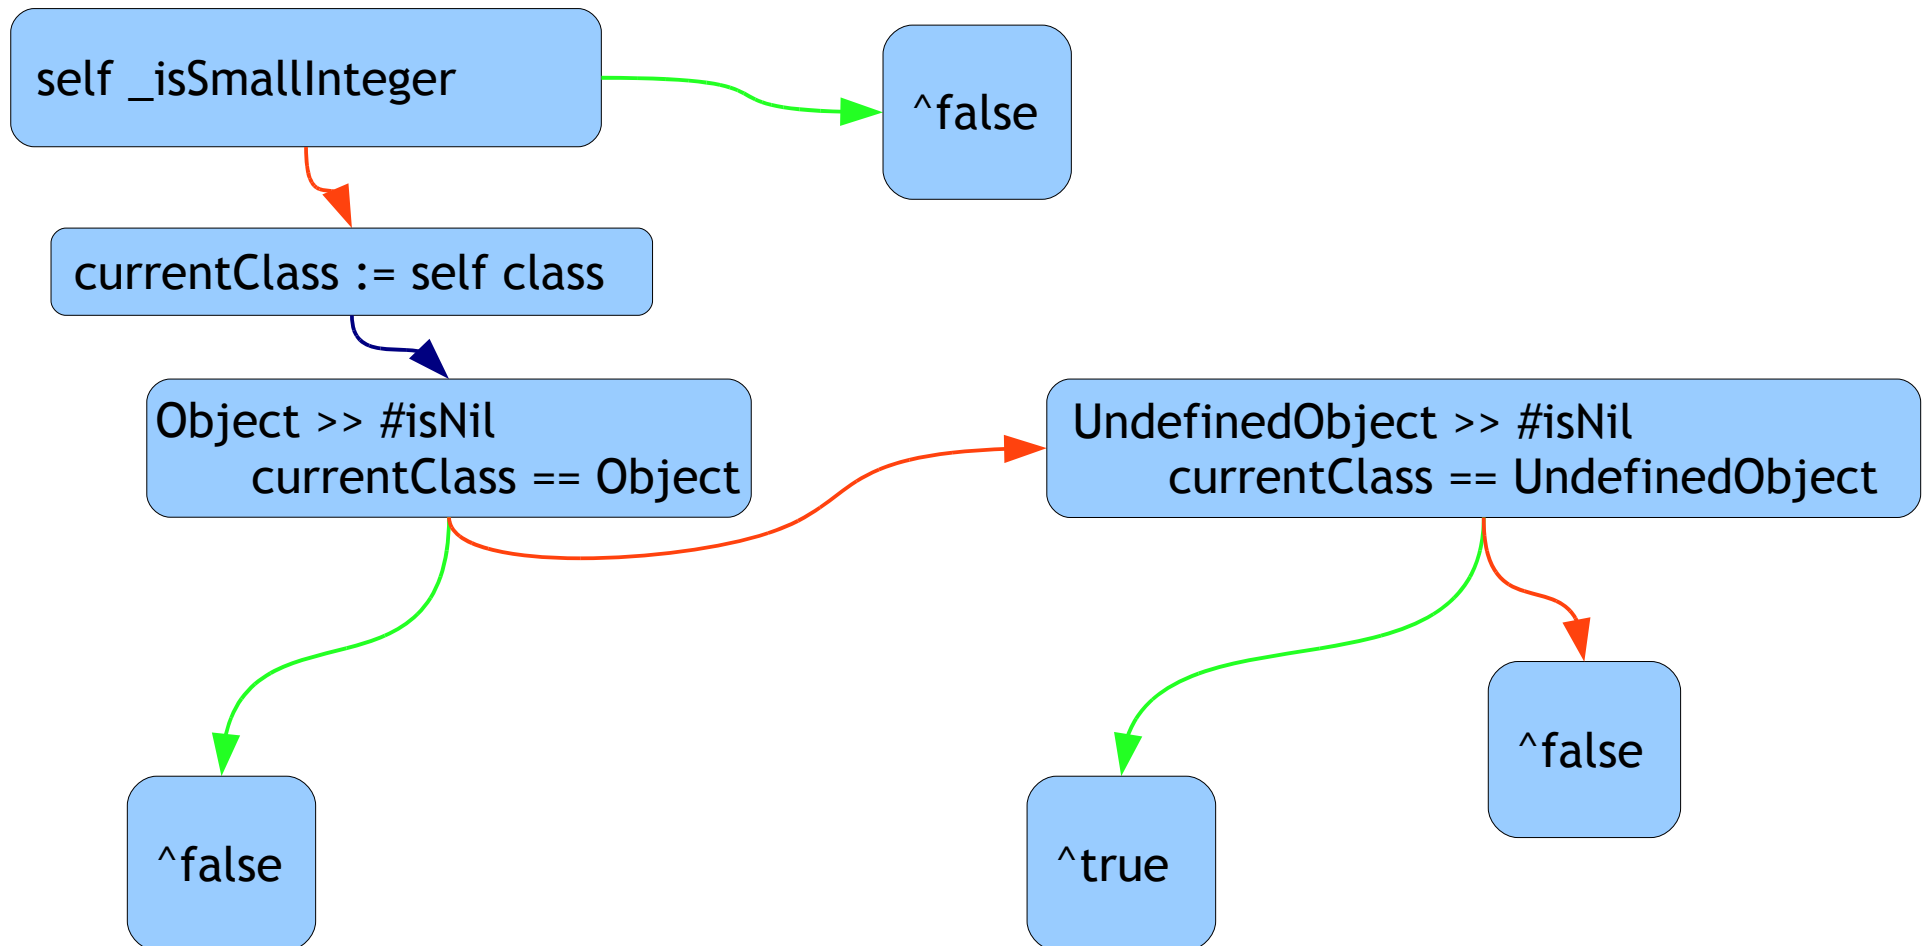 self _isSmallInteger
^false
currentClass := self class
Object >> #isNil
currentClass == Object
UndefinedObject >> #isNil
currentClass == UndefinedObject
^false
^false
^true